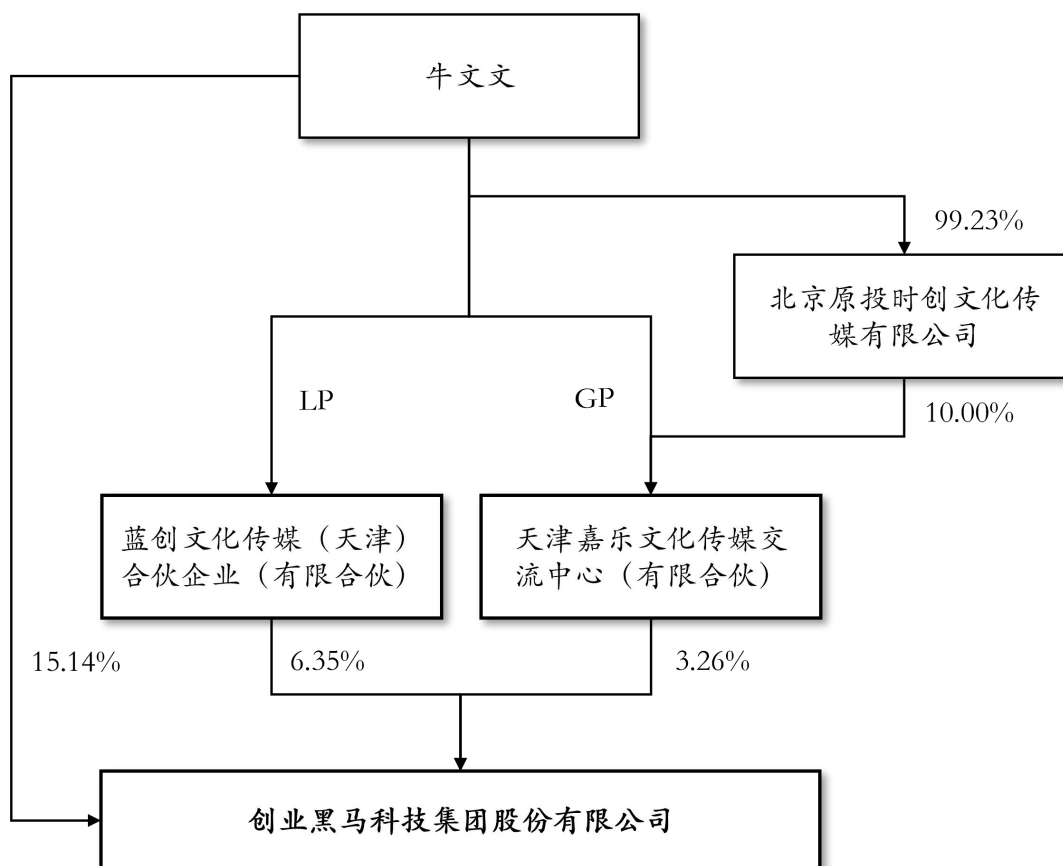 牛文文
99.23%
北京原投时创文化传
媒有限公司
LP
GP
10.00%
蓝创文化传媒（天津）
合伙企业（有限合伙）
天津嘉乐文化传媒交
流中心（有限合伙）
15.14%
6.35%
3.26%
创业黑马科技集团股份有限公司